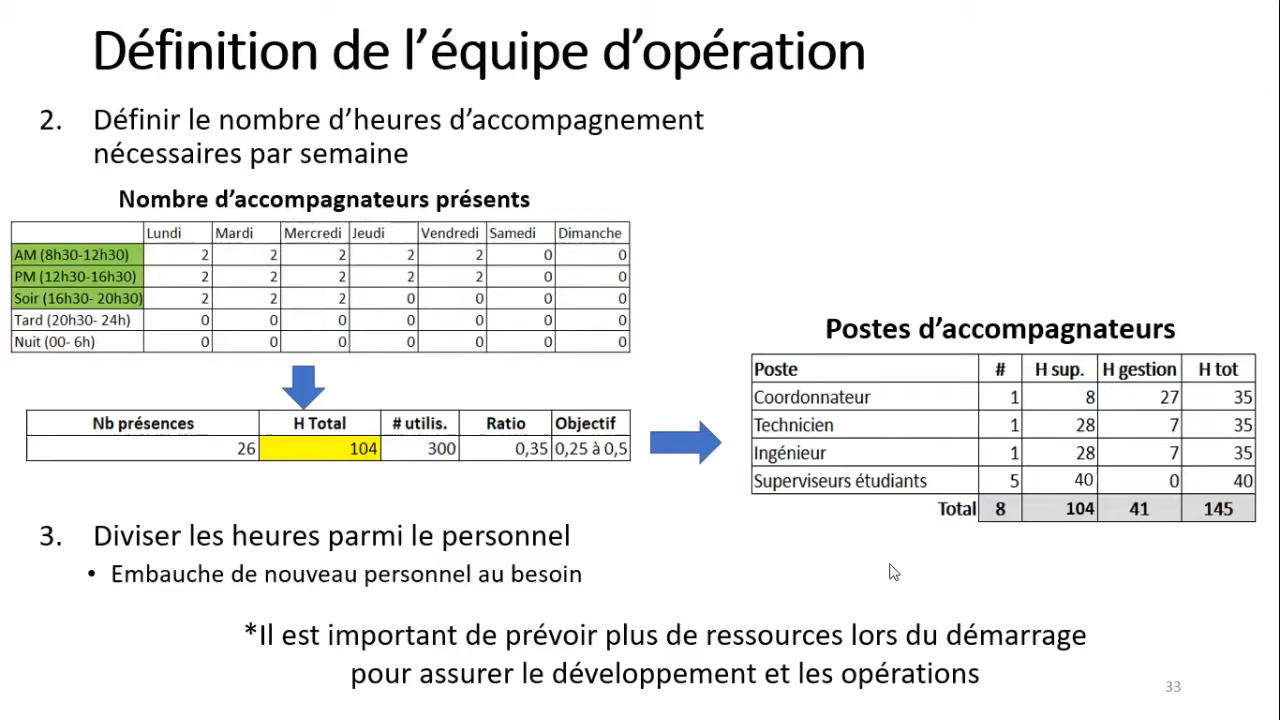 Définition de l’équipe d’opération
2. Définir le nombre d’heures d’accompagnement
nécessaires par semaine
Nombre d’accompagnateurs présents
Lundi Mardi Mercredi Jeudi Vendredi Samedi Dimanche
AM (8h30-12h30) 2 2 2 2 2 0 0
PM (12h30-16h30) 2 2 2 2 2 0 0
Soir (16h30- 20h30) 2 2 2 0 0 0 0
Tard (20h30- 24h) 0 0 0 0 0 0 0
Nuit (00- 6h) 0 0 0 0 0 0 0
Nb présences H Total # utilis. Ratio Objectif
26 104 300 0,35 0,25 à 0,5
Postes d’accompagnateurs
Poste # H sup. H gestion H tot
Coordonnateur 1 8 27 35
Technicien 1 28 7 35
Ingénieur 1 28 7 35
Superviseurs étudiants 5 40 0 40
Total 8 104 41 145
3. Diviser les heures parmi le personnel
• Embauche de nouveau personnel au besoin
*Il est important de prévoir plus de ressources lors du démarrage
pour assurer le développement et les opérations
33